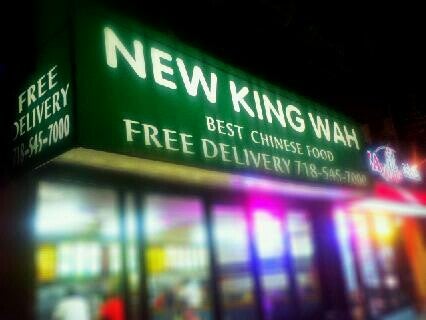 FREE
DELIVERY
718-545-7000
NEW KING WAH
BEST CHINESE FOOD
FREE DELIVERY 718-545-7000